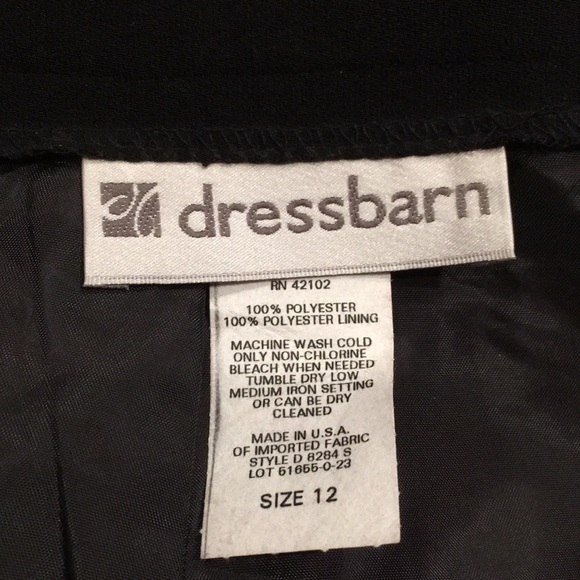 dressbarn
RN 42102
100% POLYESTER
100% POLYESTER LINING
MACHINE WASH COLD
ONLY NON-CHLORINE
BLEACH WHEN NEEDED
TUMBLE DRY LOW
MEDIUM IRON SETTING
OR CAN BE DRY
CLEANED
MADE IN U.S.A.
OF IMPORTED FABRIC
STYLE D 8284 S
LOT 51655-0-23
SIZE 12